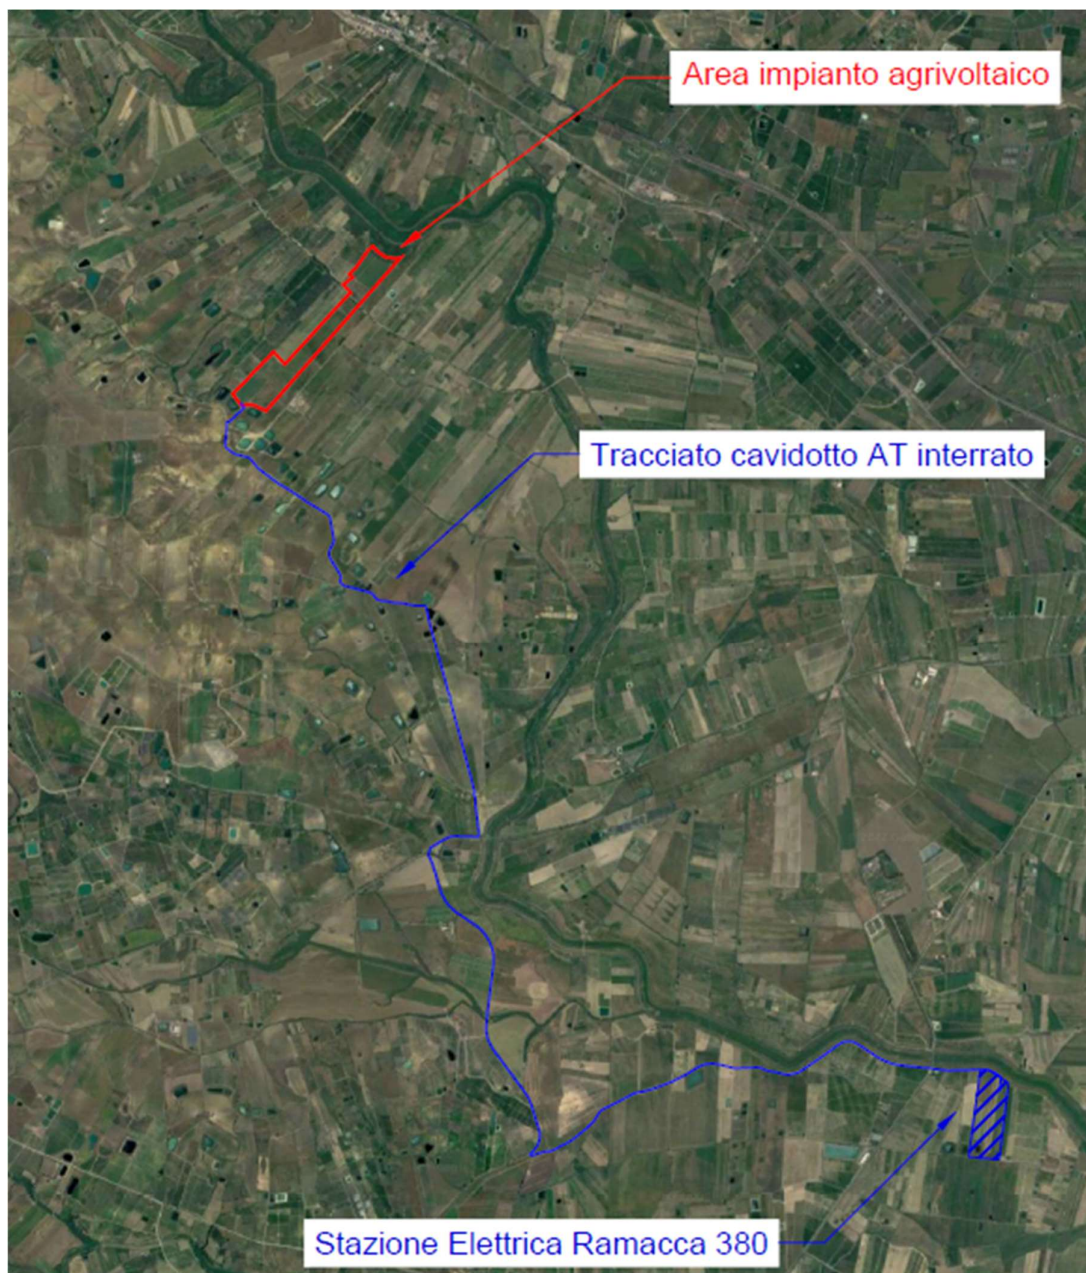 Area impianto agrivoltaico
Tracciato cavidotto AT interrato
Stazione Elettrica Ramacca 380